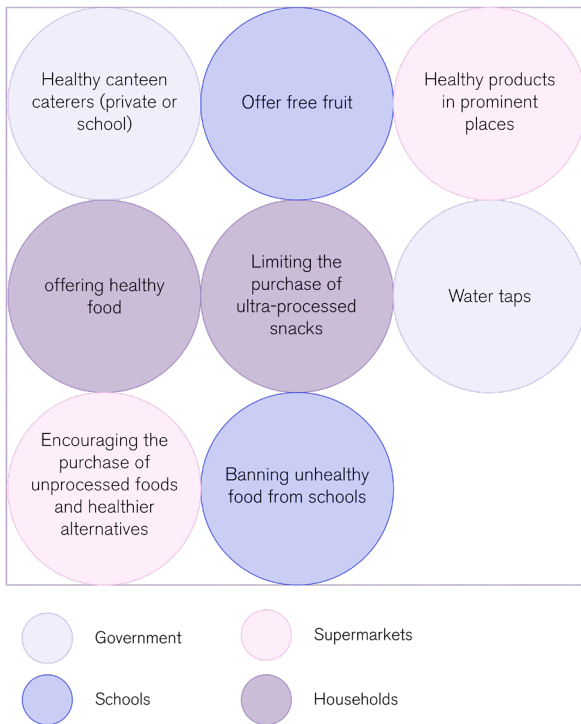 Healthy canteen
caterers (private or
school)
Offer free fruit
Healthy products
in prominent
places
offering healthy
food
Limiting the
purchase of
ultra-processed
snacks
Water taps
Encouraging the
purchase of
unprocessed foods
and healthier
alternatives
Banning unhealthy
food from schools
Government
Supermarkets
Schools
Households